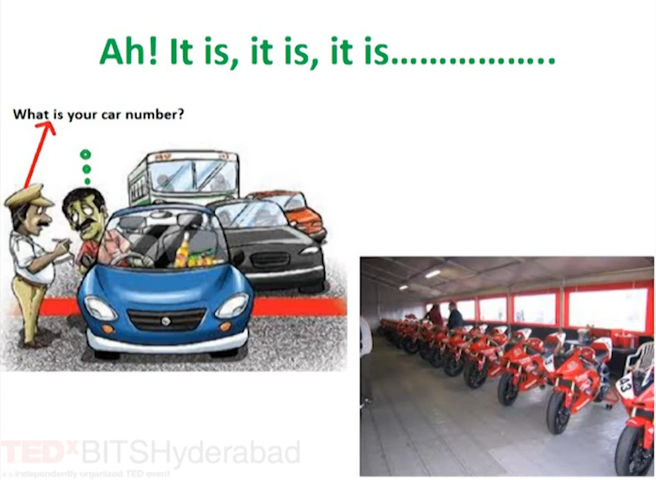 Ah! It is, it is, it is……………..
What is your car number?
TEDxBITSHyderabad
x = independently organized TED event